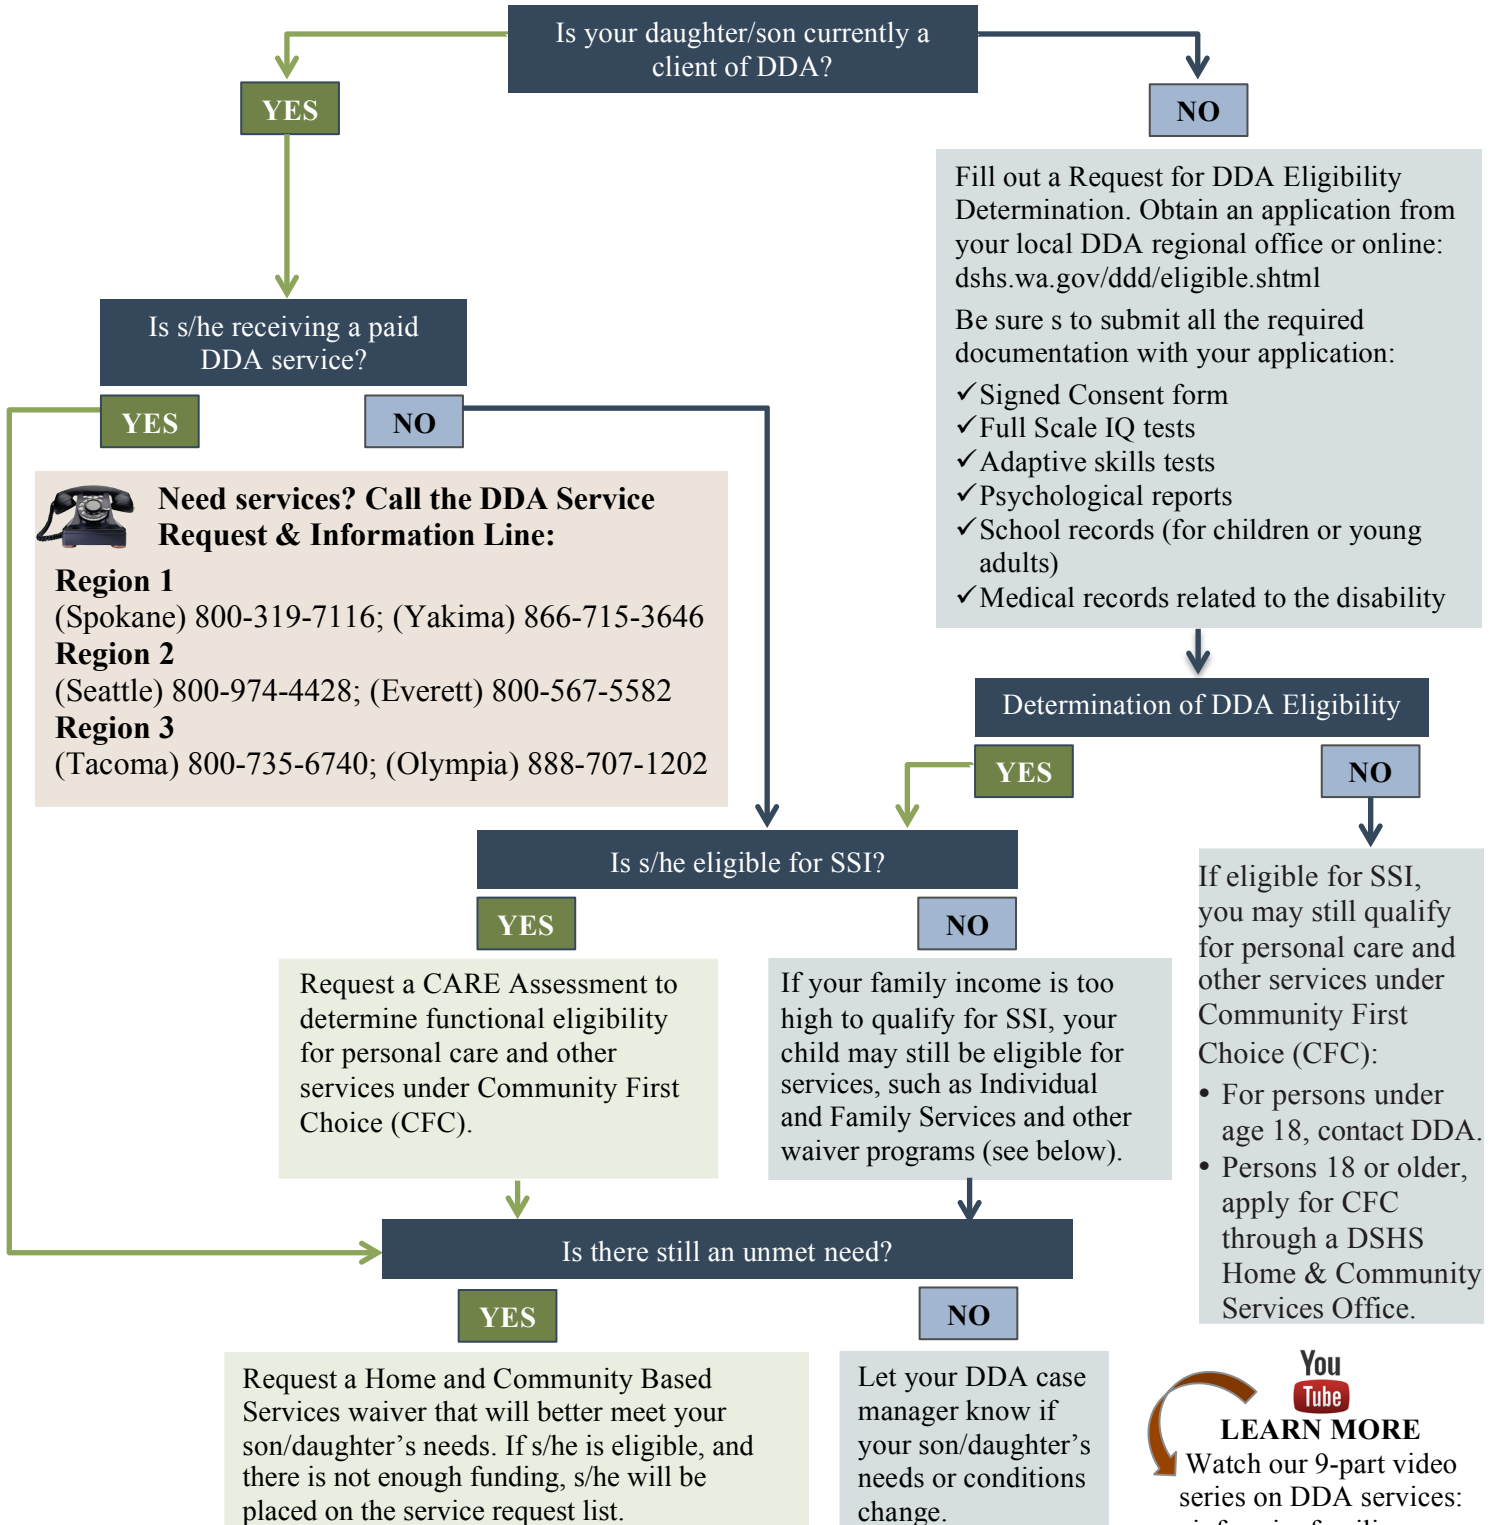 Is your daughter/son currently a
client of DDA?
YES
NO
Fill out a Request for DDA Eligibility
Determination. Obtain an application from
your local DDA regional office or online:
dshs.wa.gov/ddd/eligible.shtml
Be sure s to submit all the required
documentation with your application:
✓Signed Consent form
✓Full Scale IQ tests
✓Adaptive skills tests
✓Psychological reports
✓School records (for children or young
adults)
✓Medical records related to the disability
Is s/he receiving a paid
DDA service?
YES
NO
Need services? Call the DDA Service
Request & Information Line:
Region 1
(Spokane) 800-319-7116; (Yakima) 866-715-3646
Region 2
(Seattle) 800-974-4428; (Everett) 800-567-5582
Region 3
(Tacoma) 800-735-6740; (Olympia) 888-707-1202
Determination of DDA Eligibility
YES
NO
Is s/he eligible for SSI?
YES
NO
Request a CARE Assessment to
determine functional eligibility
for personal care and other
services under Community First
Choice (CFC).
If your family income is too
high to qualify for SSI, your
child may still be eligible for
services, such as Individual
and Family Services and other
waiver programs (see below).
If eligible for SSI,
you may still qualify
for personal care and
other services under
Community First
Choice (CFC):
• For persons under
age 18, contact DDA.
• Persons 18 or older,
apply for CFC
through a DSHS
Home & Community
Services Office.
Is there still an unmet need?
YES
NO
Request a Home and Community Based
Services waiver that will better meet your
son/daughter's needs. If s/he is eligible, and
there is not enough funding, s/he will be
placed on the service request list.
Let your DDA case
manager know if
your son/daughter's
needs or conditions
change.
You
Tube
LEARN MORE
Watch our 9-part video
series on DDA services: